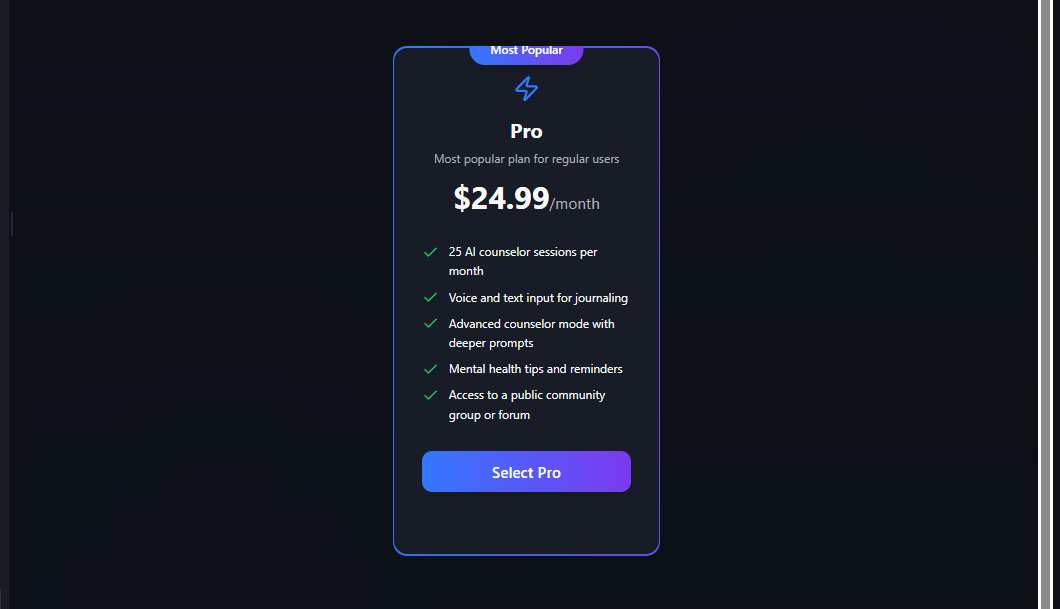 Most Popular
Pro
Most popular plan for regular users
$24.99/month
25 AI counselor sessions per
month
Voice and text input for journaling
Advanced counselor mode with
deeper prompts
Mental health tips and reminders
Access to a public community
group or forum
Select Pro